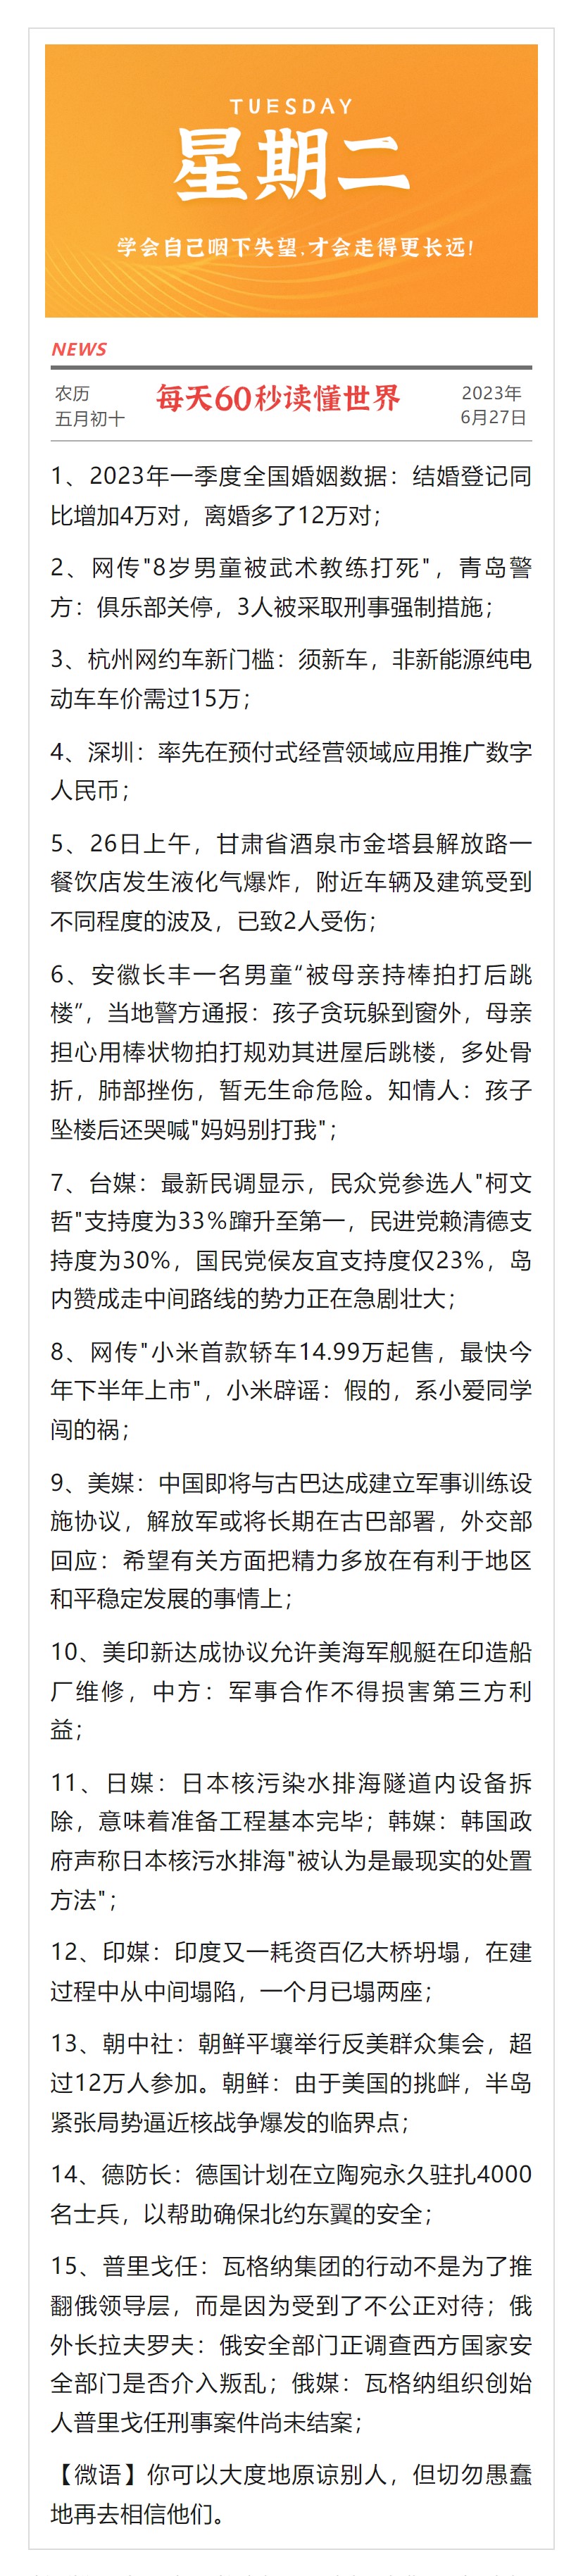 TUESDAY
星期二
学会自己咽下失望,才会走得更长远!
NEWS
农历
五月初十
每天60秒读懂世界
2023年
6月27日
1、2023年一季度全国婚姻数据：结婚登记同
比增加4万对，离婚多了12万对；
2、网传"8岁男童被武术教练打死"，青岛警
方：俱乐部关停，3人被采取刑事强制措施；
3、杭州网约车新门槛：须新车，非新能源纯电
动车车价需过15万；
4、深圳：率先在预付式经营领域应用推广数字
人民币；
5、26日上午，甘肃省酒泉市金塔县解放路一
餐饮店发生液化气爆炸，附近车辆及建筑受到
不同程度的波及，已致2人受伤；
6、安徽长丰一名男童“被母亲持棒拍打后跳
楼”，当地警方通报：孩子贪玩躲到窗外，母亲
担心用棒状物拍打规劝其进屋后跳楼，多处骨
折，肺部挫伤，暂无生命危险。知情人：孩子
坠楼后还哭喊"妈妈别打我"；
7、台媒：最新民调显示，民众党参选人"柯文
哲"支持度为33%蹿升至第一，民进党赖清德支
持度为30%，国民党侯友宜支持度仅23%，岛
内赞成走中间路线的势力正在急剧壮大；
8、网传"小米首款轿车14.99万起售，最快今
年下半年上市"，小米辟谣：假的，系小爱同学
闯的祸；
9、美媒：中国即将与古巴达成建立军事训练设
施协议，解放军或将长期在古巴部署，外交部
回应：希望有关方面把精力多放在有利于地区
和平稳定发展的事情上；
10、美印新达成协议允许美海军舰艇在印造船
厂维修，中方：军事合作不得损害第三方利
益；
11、日媒：日本核污染水排海隧道内设备拆
除，意味着准备工程基本完毕；韩媒：韩国政
府声称日本核污水排海"被认为是最现实的处置
方法"；
12、印媒：印度又一耗资百亿大桥坍塌，在建
过程中从中间塌陷，一个月已塌两座；
13、朝中社：朝鲜平壤举行反美群众集会，超
过12万人参加。朝鲜：由于美国的挑衅，半岛
紧张局势逼近核战争爆发的临界点；
14、德防长：德国计划在立陶宛永久驻扎4000
名士兵，以帮助确保北约东翼的安全；
15、普里戈任：瓦格纳集团的行动不是为了推
翻俄领导层，而是因为受到了不公正对待；俄
外长拉夫罗夫：俄安全部门正调查西方国家安
全部门是否介入叛乱；俄媒：瓦格纳组织创始
人普里戈任刑事案件尚未结案；
【微语】你可以大度地原谅别人，但切勿愚蠢
地再去相信他们。